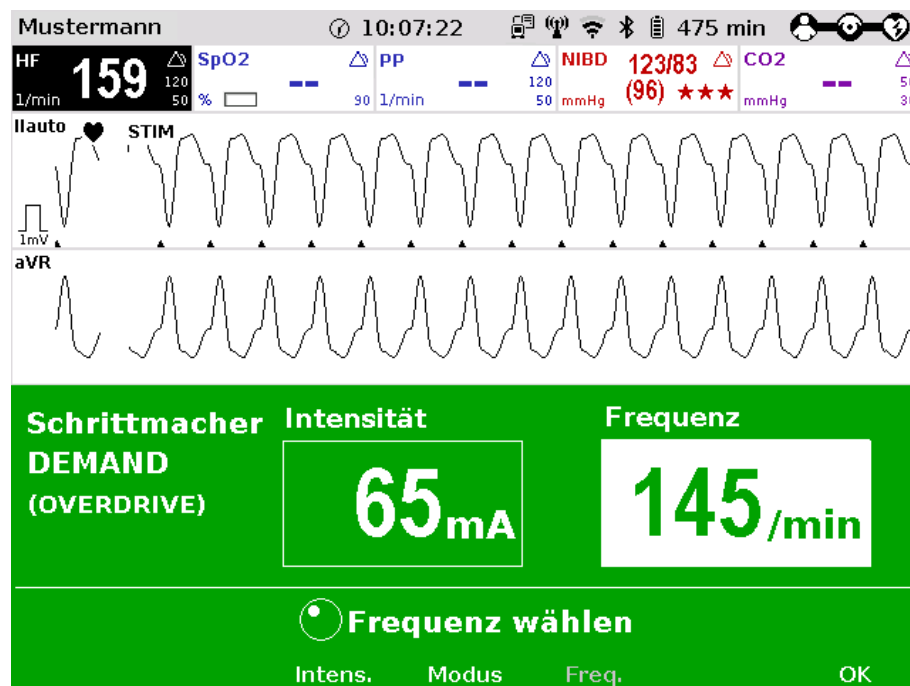 Mustermann 10:07:22 475 min
HF 159 1/min 120 50
SpO2 -- % 90
PP -- 1/min 120 50
NIBD 123/83 (96) ★★★ mmHg
CO2 -- mmHg
IIauto STIM
1mV
aVR
Schrittmacher Intensität Frequenz
DEMAND
(OVERDRIVE)
65 mA 145 /min
Frequenz wählen
Intens. Modus Freq. OK